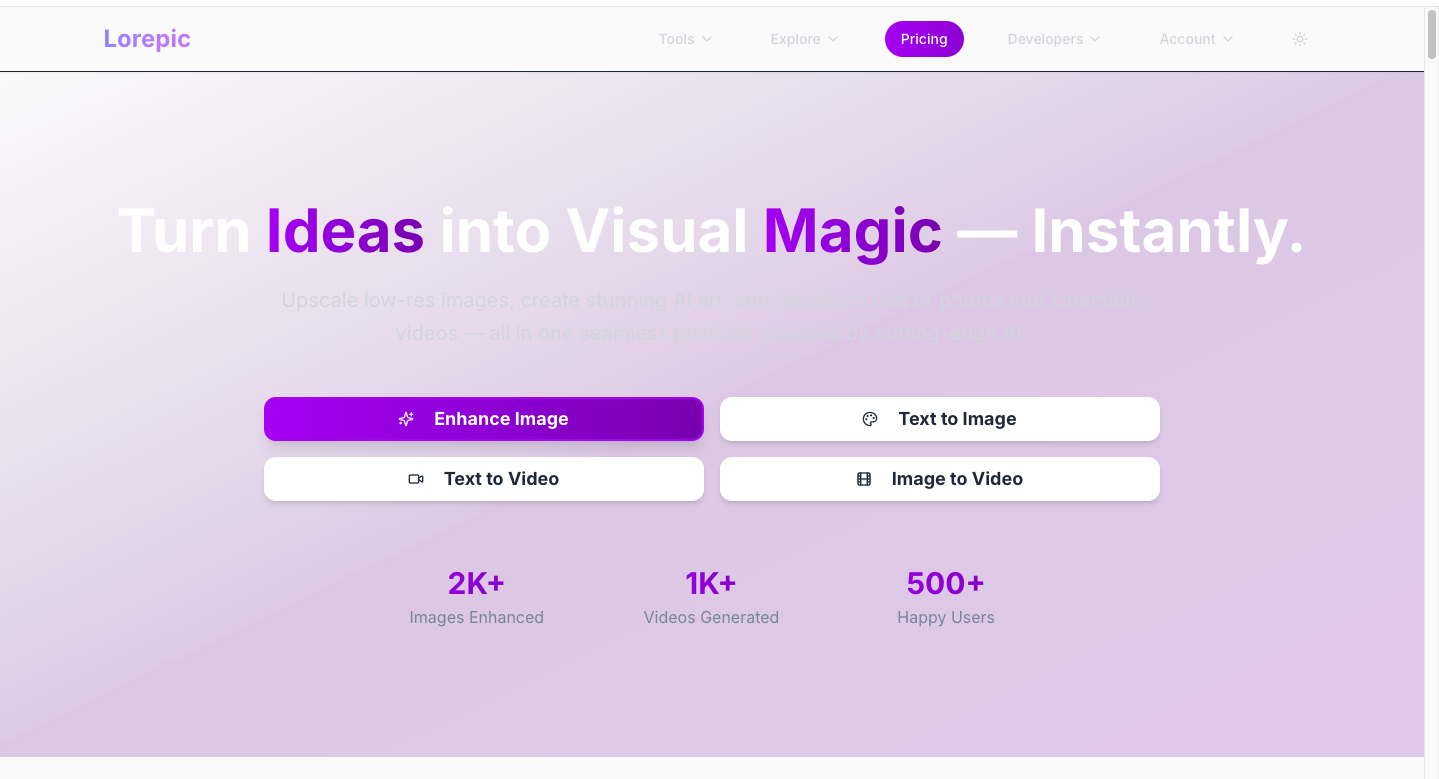 Lorepic
Tools
Explore
Pricing
Developers
Account
Turn Ideas into Visual Magic — Instantly.
Upscale low-res images, create stunning AI art, and transform text or photos into cinematic
videos — all in one seamless platform powered by cutting-edge AI.
Enhance Image
Text to Image
Text to Video
Image to Video
2K+
1K+
500+
Images Enhanced
Videos Generated
Happy Users